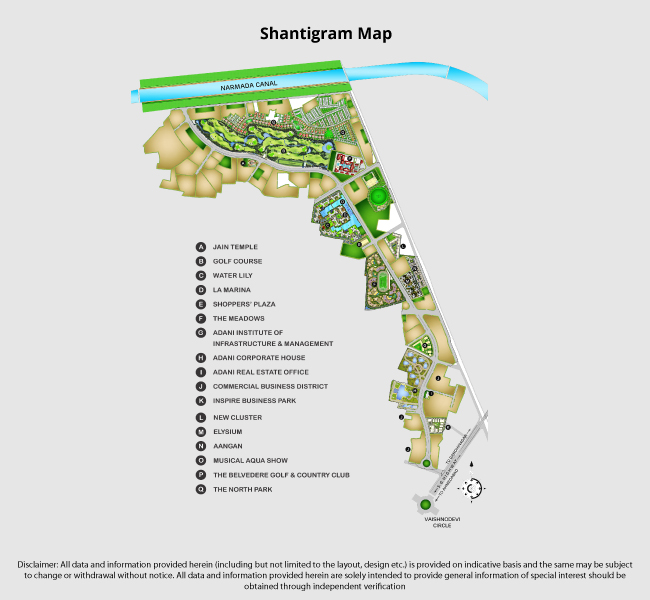 Shantigram Map
NARMADA CANAL
A JAIN TEMPLE
B GOLF COURSE
C WATER LILY
D LA MARINA
E SHOPPERS' PLAZA
F THE MEADOWS
G ADANI INSTITUTE OF
INFRASTRUCTURE & MANAGEMENT
H ADANI CORPORATE HOUSE
I ADANI REAL ESTATE OFFICE
J COMMERCIAL BUSINESS DISTRICT
K INSPIRE BUSINESS PARK
L NEW CLUSTER
M ELYSIUM
N AANGAN
O MUSICAL AQUA SHOW
P THE BELVEDERE GOLF & COUNTRY CLUB
Q THE NORTH PARK
TO GANDHINAGAR
S G HIGHWAY
TO AHMEDABAD
VAISHNODEVI
CIRCLE
Disclaimer: All data and information provided herein (including but not limited to the layout, design etc.) is provided on indicative basis and the same may be subject
to change or withdrawal without notice. All data and information provided herein are solely intended to provide general information of special interest should be
obtained through independent verification